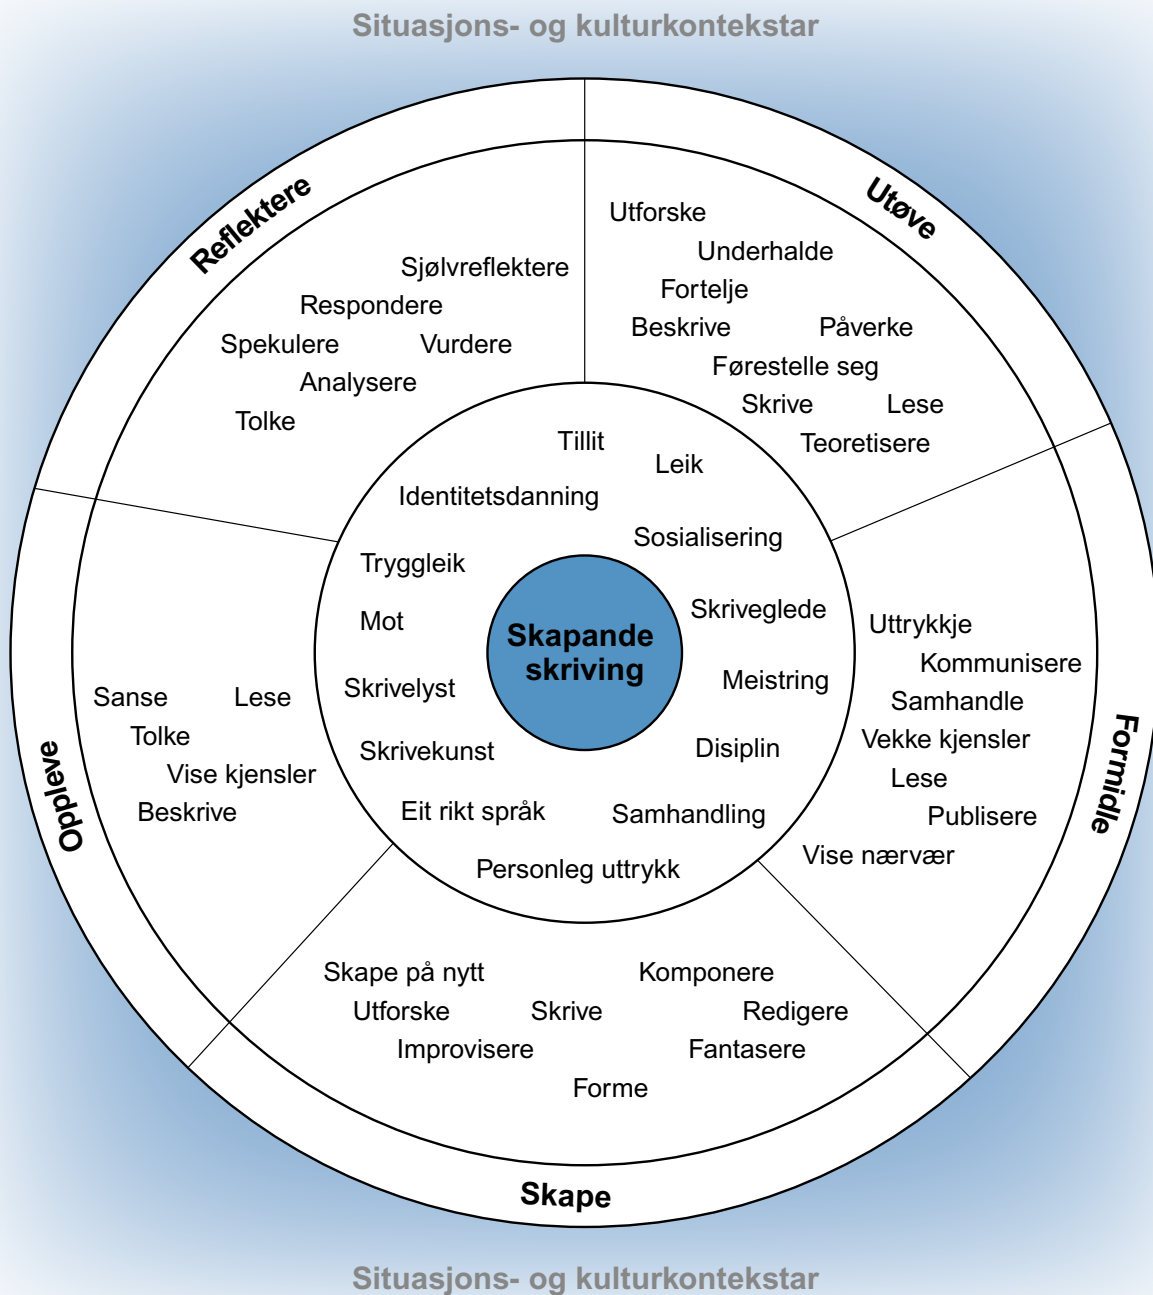 Situasjons- og kulturkontekstar
Reflektere
Sjølvreflektere
Respondere
Spekulere
Vurdere
Analysere
Tolke
Utøve
Utforske
Underhalde
Fortelje
Beskrive
Påverke
Førestelle seg
Skrive
Lese
Teoretisere
Formidle
Uttrykkje
Kommunisere
Samhandle
Vekke kjensler
Lese
Publisere
Vise nærvær
Skape
Skape på nytt
Komponere
Utforske
Skrive
Redigere
Improvisere
Fantasere
Forme
Oppleve
Sanse
Lese
Tolke
Vise kjensler
Beskrive
Tillit
Leik
Identitetsdanning
Sosialisering
Tryggleik
Skriveglede
Mot
Meistring
Skrivelyst
Disiplin
Skrivekunst
Eit rikt språk
Samhandling
Personleg uttrykk
Skapande
skriving
Situasjons- og kulturkontekstar